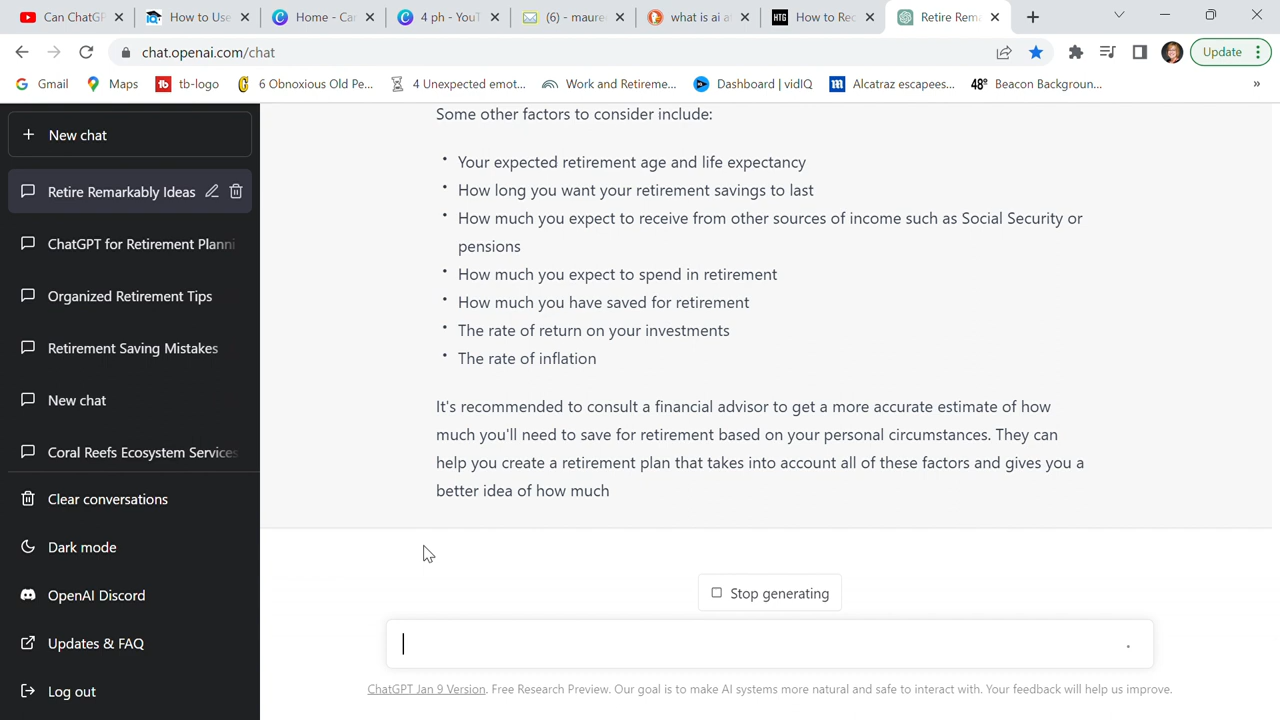 Can ChatG
How to Use
Home - Ca
4 ph - YouT
(6) - maure
what is ai a
HTG
How to Rec
Retire Rema
chat.openai.com/chat
Update
Gmail
Maps
tb tb-logo
6 Obnoxious Old Pe...
4 Unexpected emot...
Work and Retireme...
Dashboard | vidIQ
Alcatraz escapees...
48º Beacon Backgroun...
»
New chat
Retire Remarkably Ideas
ChatGPT for Retirement Planni
Organized Retirement Tips
Retirement Saving Mistakes
New chat
Coral Reefs Ecosystem Services
Clear conversations
Dark mode
OpenAI Discord
Updates & FAQ
Log out
Some other factors to consider include:
• Your expected retirement age and life expectancy
• How long you want your retirement savings to last
• How much you expect to receive from other sources of income such as Social Security or
pensions
• How much you expect to spend in retirement
• How much you have saved for retirement
• The rate of return on your investments
• The rate of inflation
It's recommended to consult a financial advisor to get a more accurate estimate of how
much you'll need to save for retirement based on your personal circumstances. They can
help you create a retirement plan that takes into account all of these factors and gives you a
better idea of how much
Stop generating
ChatGPT Jan 9 Version. Free Research Preview. Our goal is to make AI systems more natural and safe to interact with. Your feedback will help us improve.